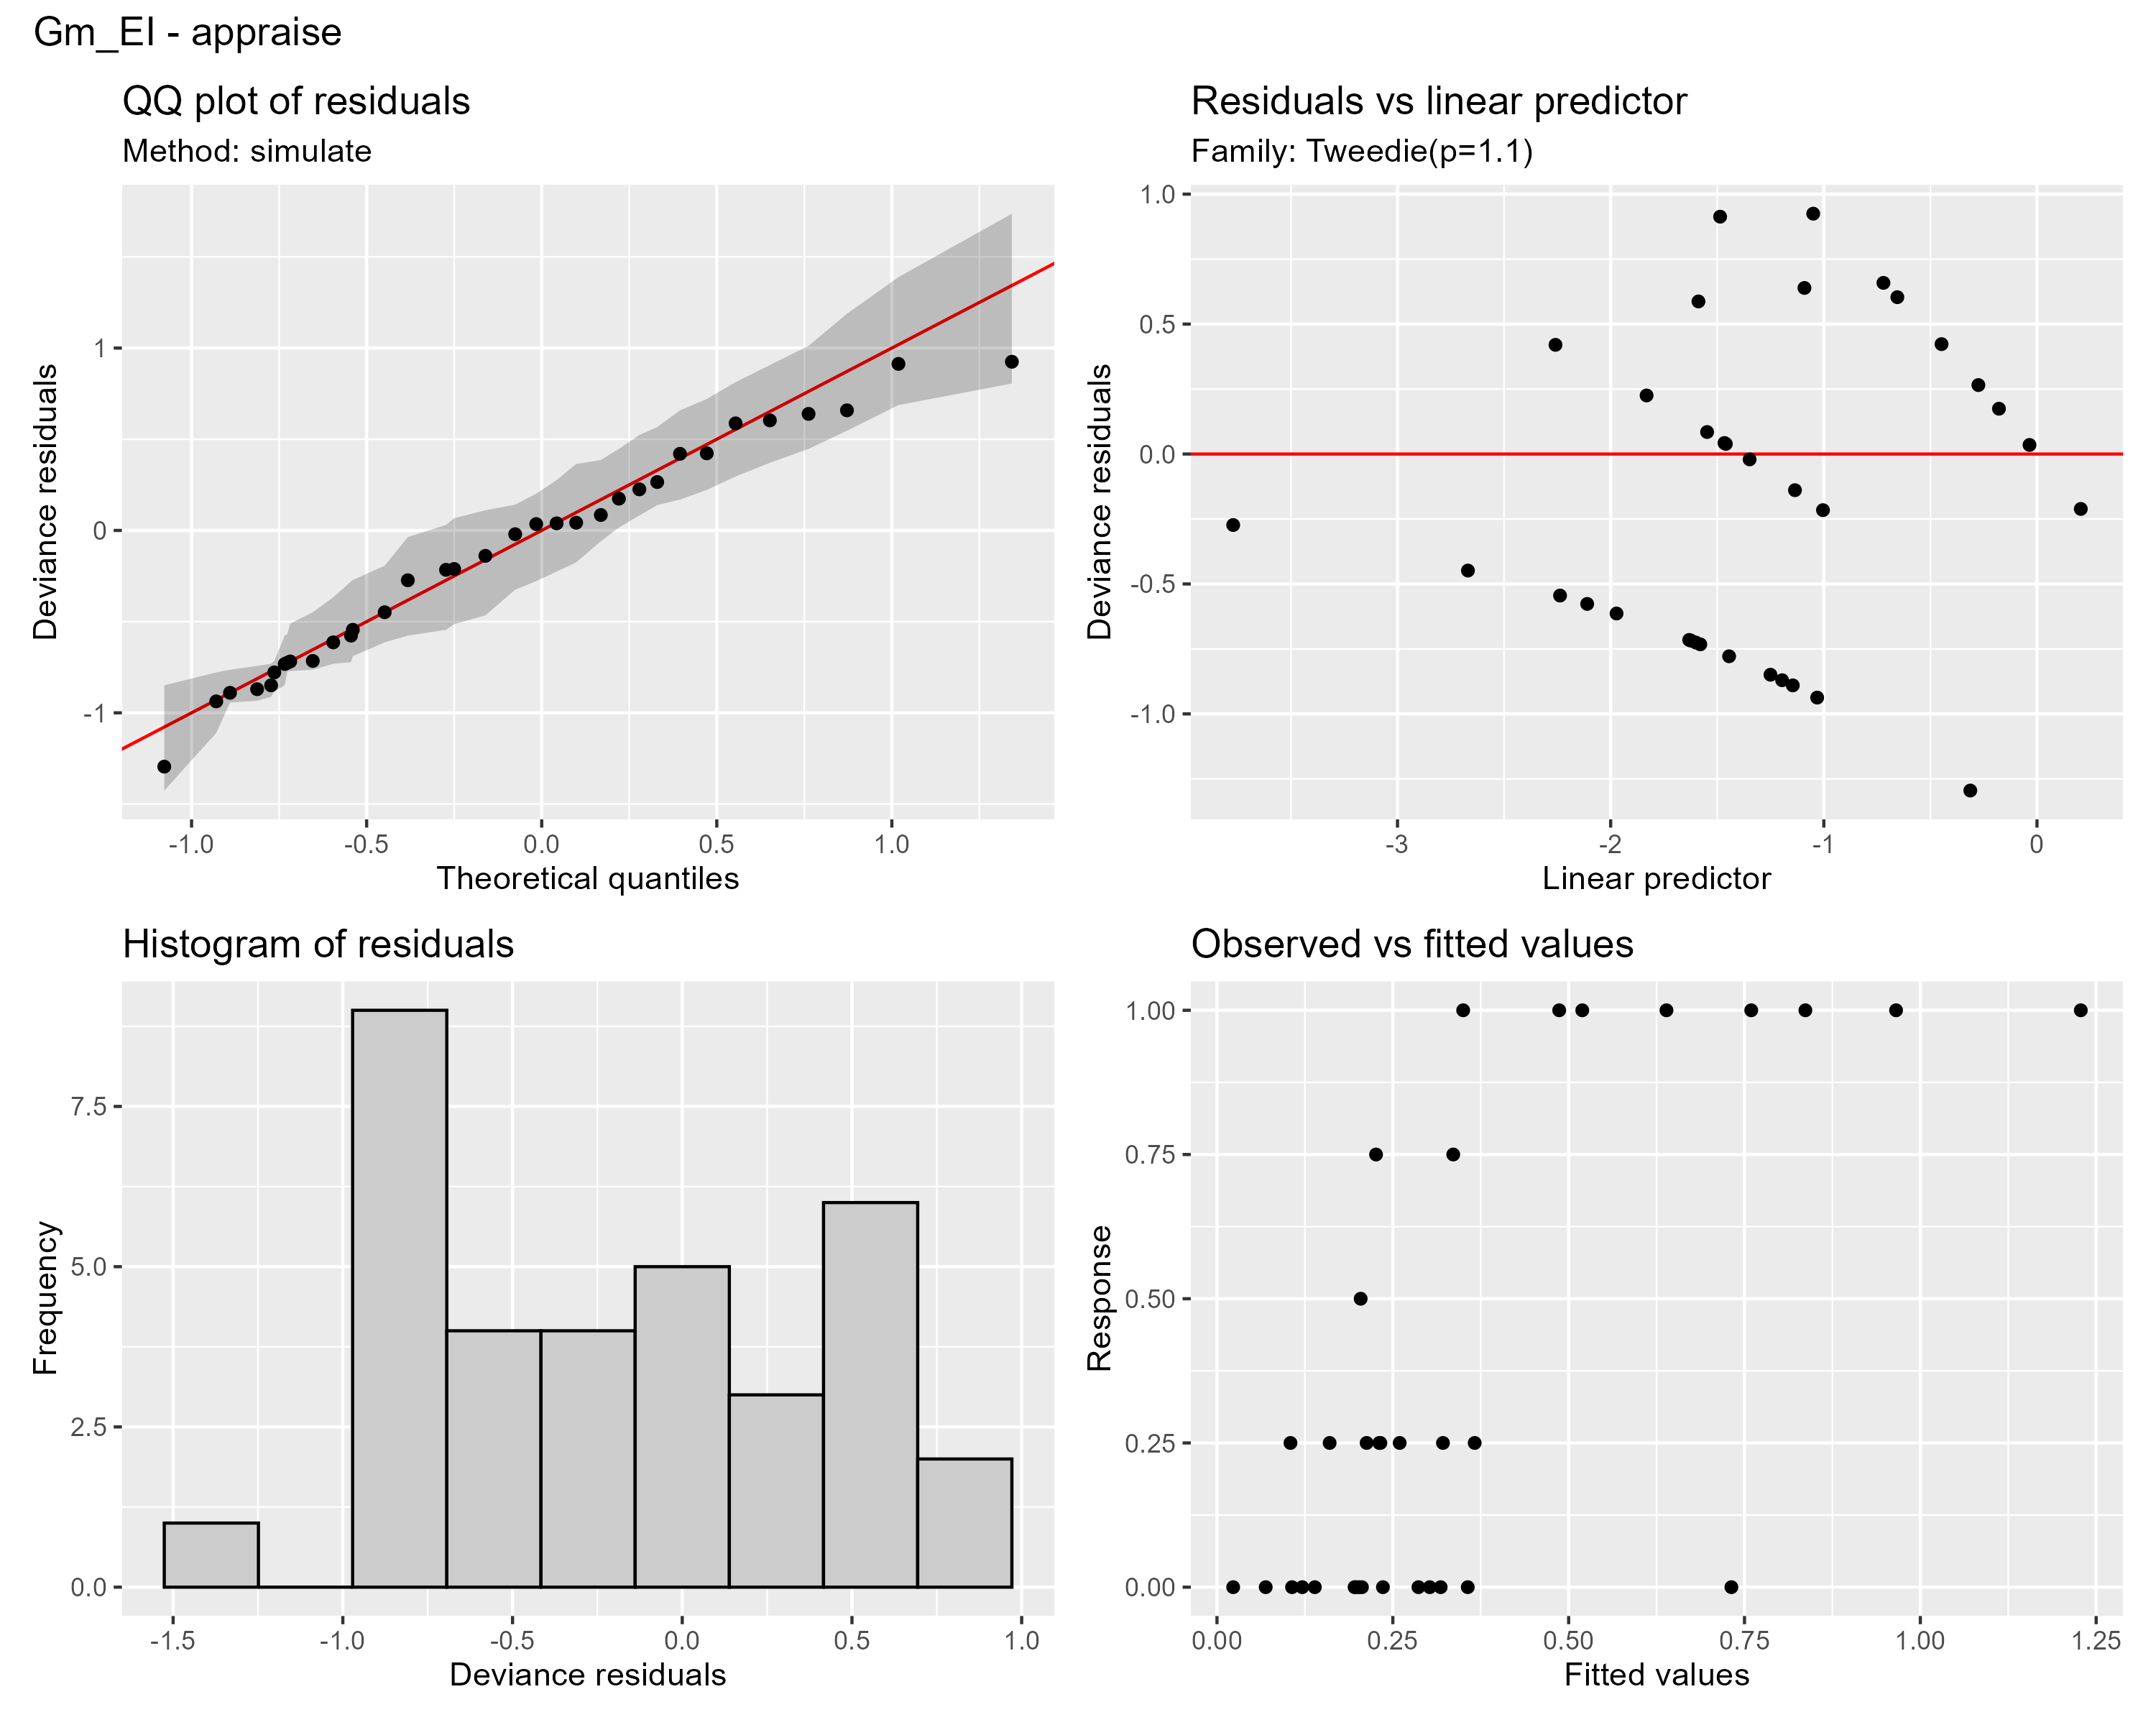 Gm_EI - appraise
QQ plot of residuals
Method: simulate
Deviance residuals
1
0
-1
-1.0 -0.5 0.0 0.5 1.0
Theoretical quantiles
Residuals vs linear predictor
Family: Tweedie(p=1.1)
Deviance residuals
1.0
0.5
0.0
-0.5
-1.0
-3 -2 -1 0
Linear predictor
Histogram of residuals
Frequency
7.5
5.0
2.5
0.0
-1.5 -1.0 -0.5 0.0 0.5 1.0
Deviance residuals
Observed vs fitted values
Response
1.00
0.75
0.50
0.25
0.00
0.00 0.25 0.50 0.75 1.00 1.25
Fitted values